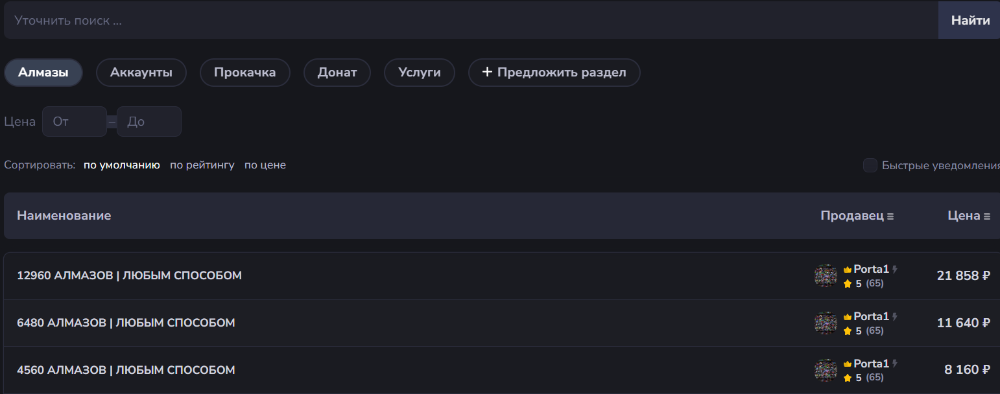 Уточнить поиск ...
Найти
Алмазы
Аккаунты
Прокачка
Донат
Услуги
+ Предложить раздел
Цена От – До
Сортировать: по умолчанию по рейтингу по цене
Быстрые уведомления
Наименование
Продавец
Цена
12960 АЛМАЗОВ | ЛЮБЫМ СПОСОБОМ
Porta1
5 (65)
21 858 ₽
6480 АЛМАЗОВ | ЛЮБЫМ СПОСОБОМ
Porta1
5 (65)
11 640 ₽
4560 АЛМАЗОВ | ЛЮБЫМ СПОСОБОМ
Porta1
5 (65)
8 160 ₽